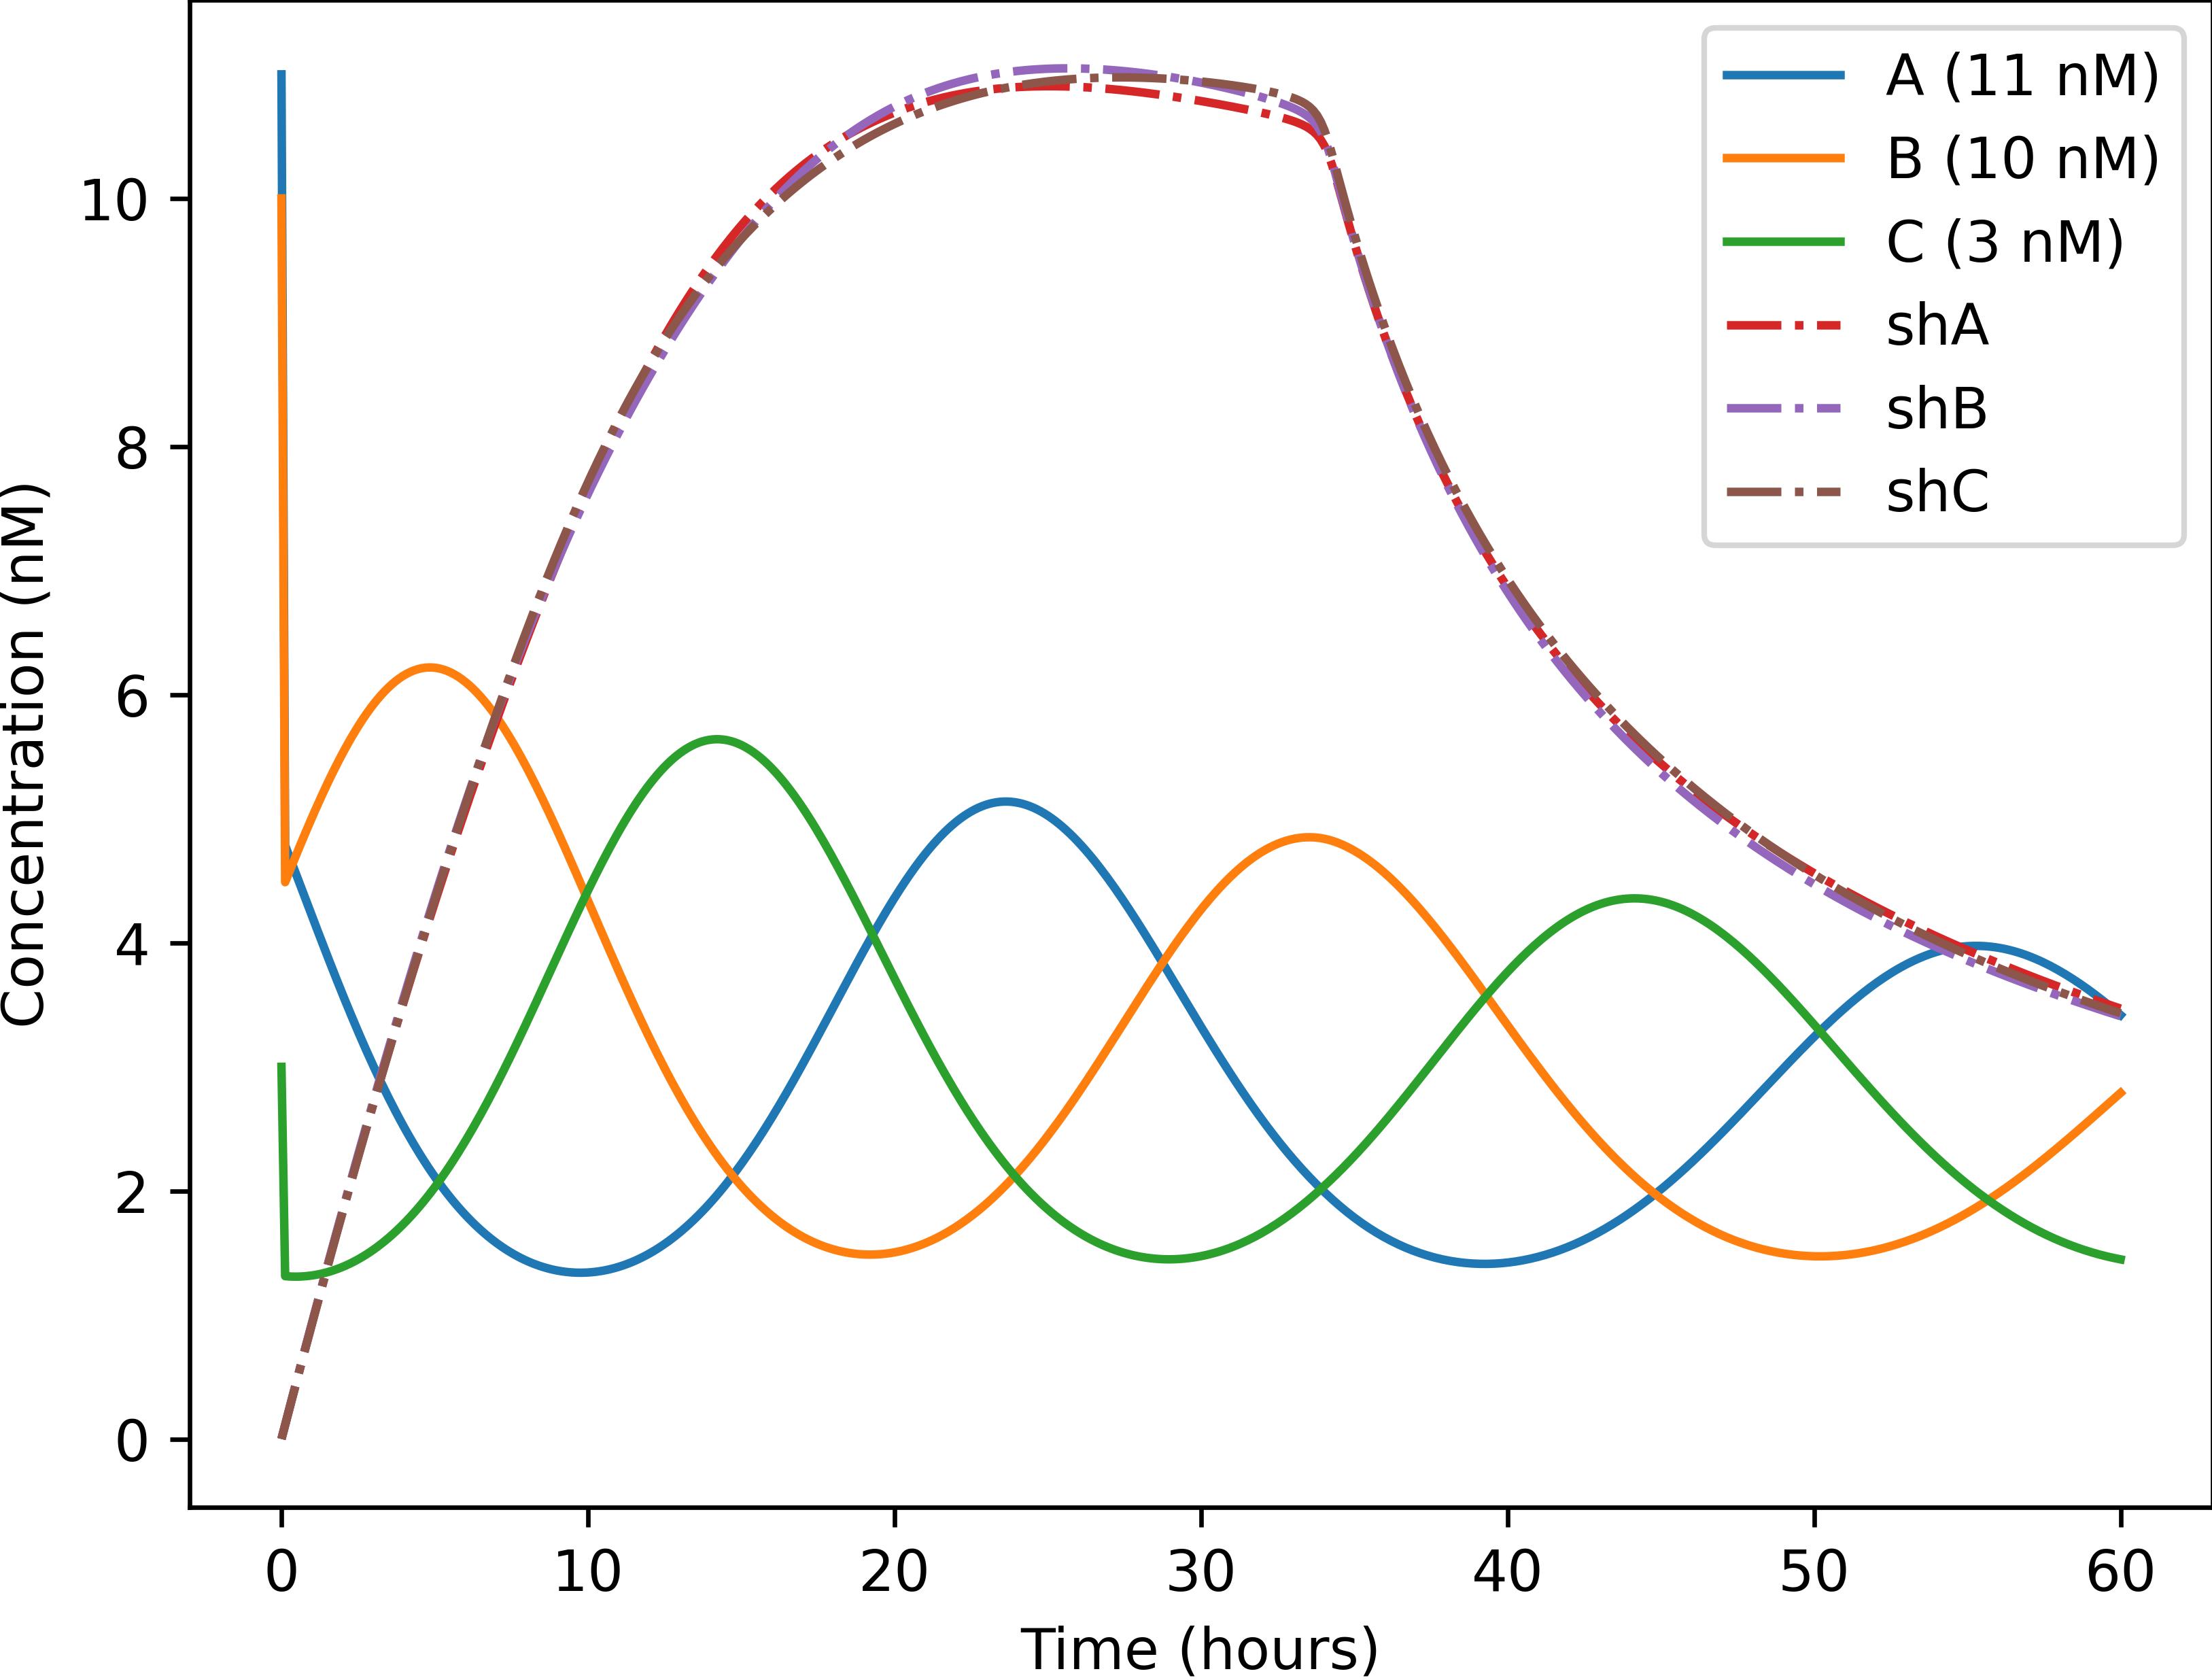 A (11 nM)
B (10 nM)
C (3 nM)
shA
shB
shC
Concentration (nM)
10
8
6
4
2
0
0 10 20 30 40 50 60
Time (hours)